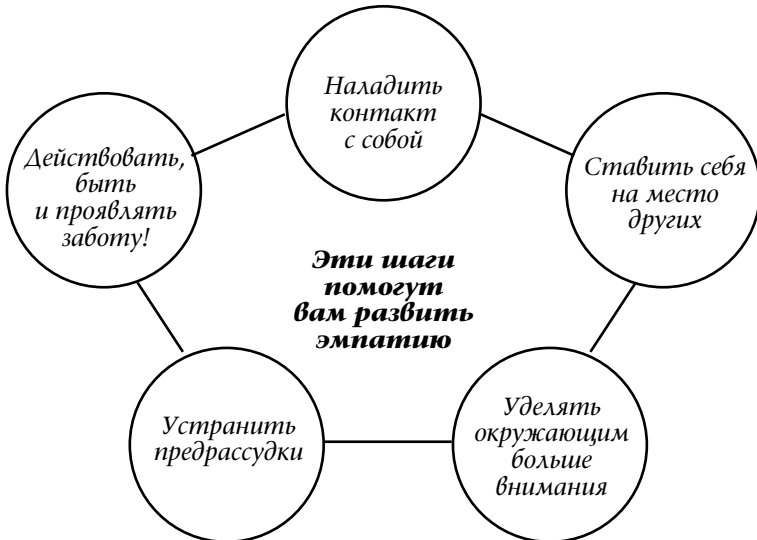 Наладить
контакт
с собой
Ставить себя
на место
других
Уделять
окружающим
больше
внимания
Устранить
предрассудки
Действовать,
быть
и проявлять
заботу!
Эти шаги
помогут
вам развить
эмпатию